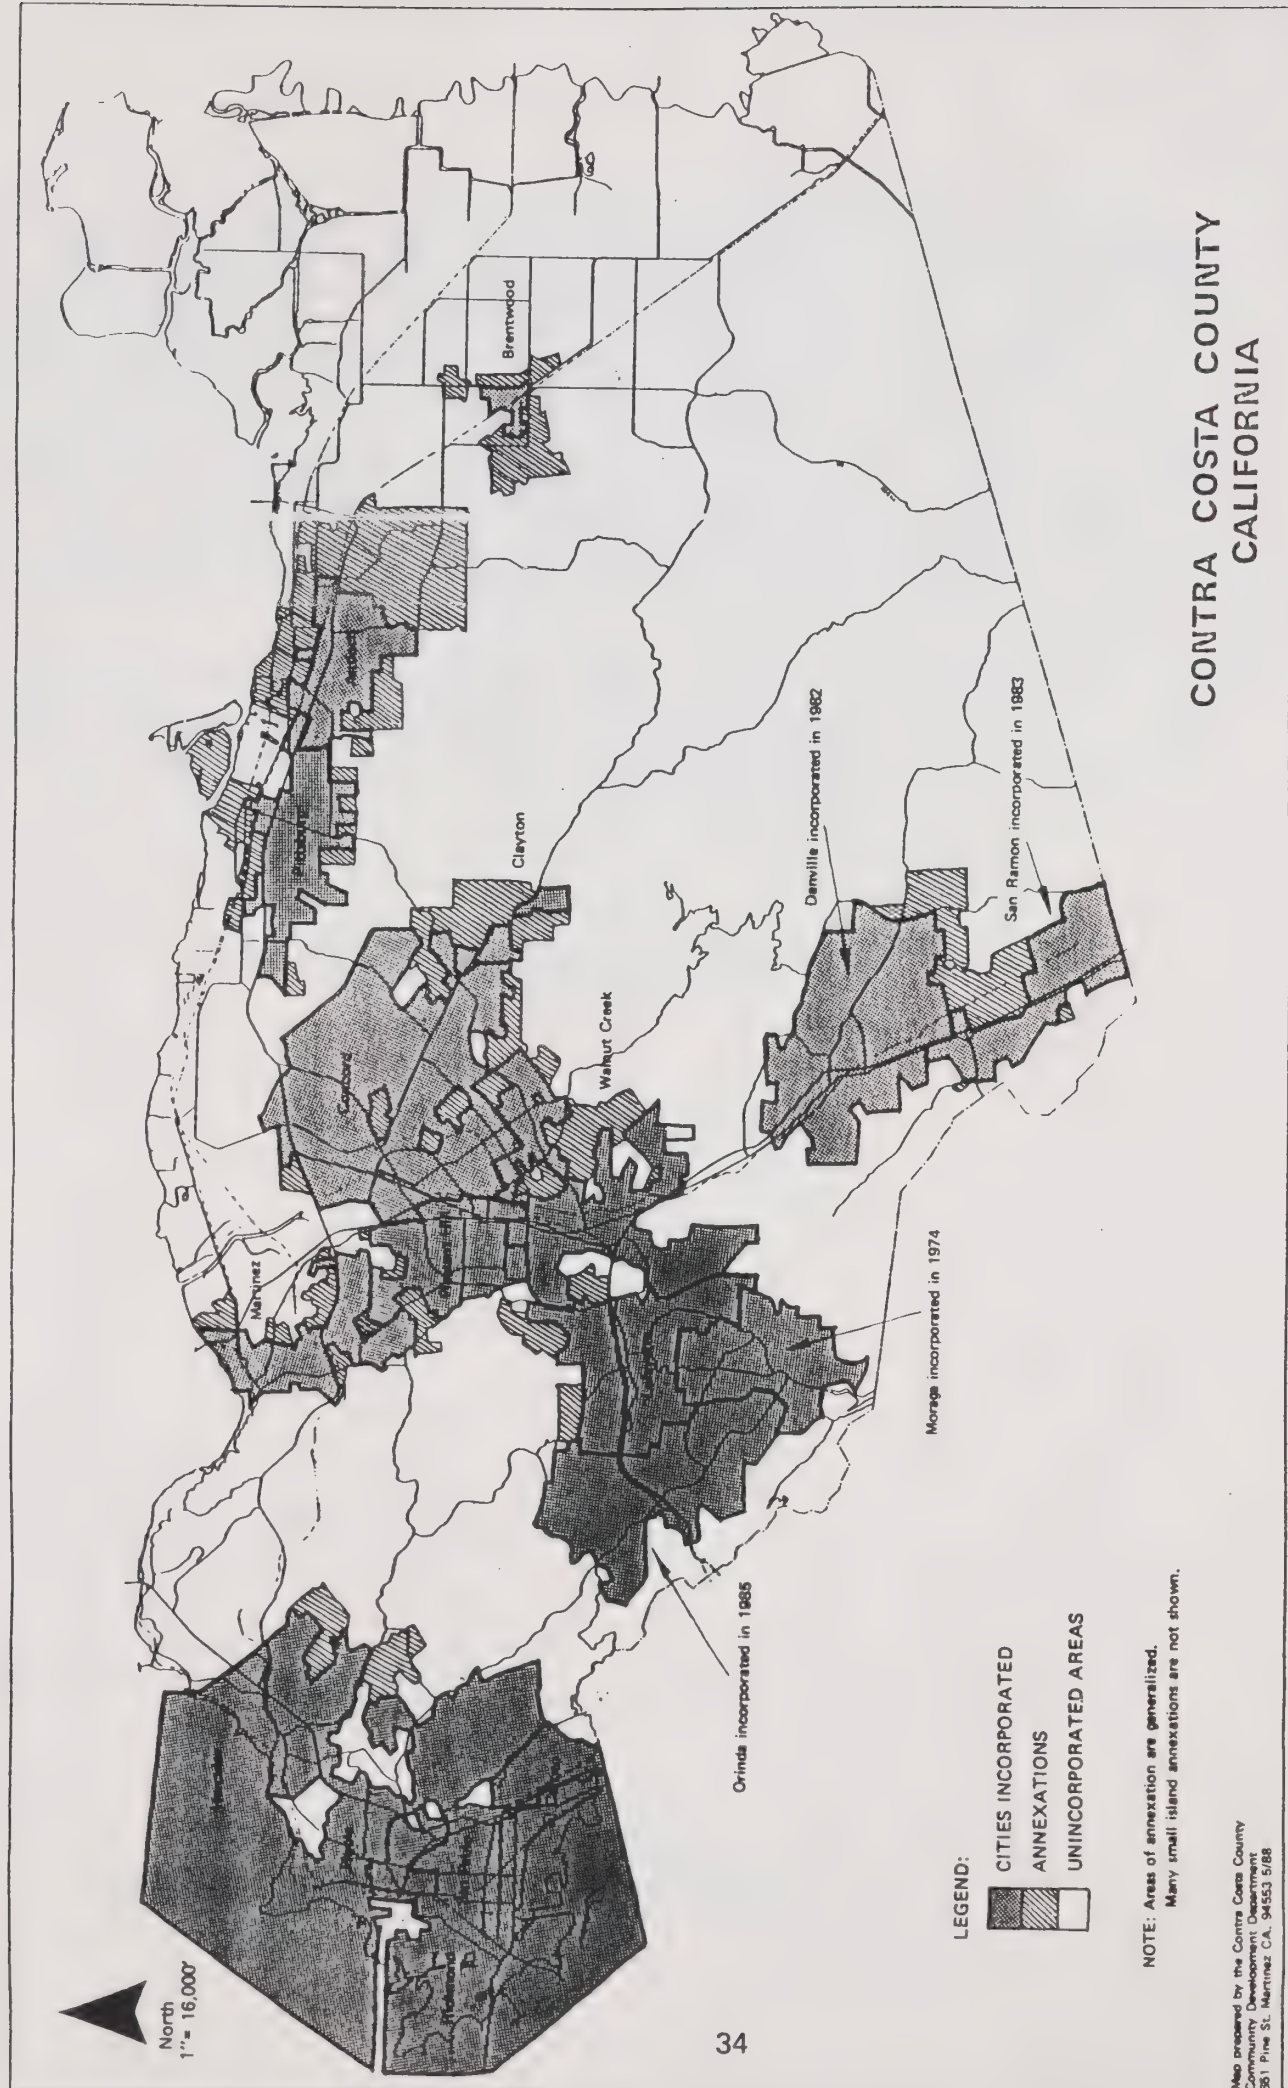 CONTRA COSTA COUNTY
CALIFORNIA
North
1"= 16,000'
Brentwood
Pittsburg
Clayton
Concord
Martinez
Walnut Creek
Danville incorporated in 1982
San Ramon incorporated in 1983
Moraga incorporated in 1974
Orinda incorporated in 1985
Richmond
LEGEND:
CITIES INCORPORATED
ANNEXATIONS
UNINCORPORATED AREAS
NOTE: Areas of annexation are generalized.
Many small island annexations are not shown.
Map prepared by the Contra Costa County
Community Development Department
651 Pine St. Martinez CA. 94553 5/88
34